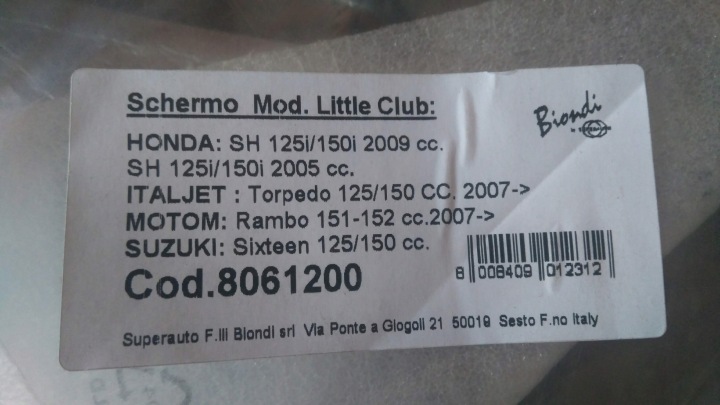 Schermo Mod. Little Club:
Biondi
HONDA: SH 125i/150i 2009 cc.
SH 125i/150i 2005 cc.
ITALJET : Torpedo 125/150 CC. 2007->
MOTOM: Rambo 151-152 cc.2007->
SUZUKI: Sixteen 125/150 cc.
Cod.8061200
8 008409 012312
Superauto F.lli Biondi srl Via Ponte a Giogoli 21 50019 Sesto F.no Italy